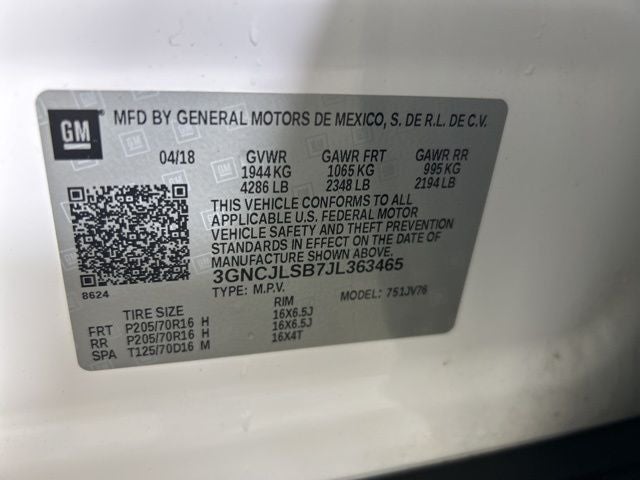 GM
MFD BY GENERAL MOTORS DE MEXICO, S. DE R.L. DE C.V.
04/18 GVWR GAWR FRT GAWR RR
1944 KG 1065 KG 995 KG
4286 LB 2348 LB 2194 LB
THIS VEHICLE CONFORMS TO ALL
APPLICABLE U.S. FEDERAL MOTOR
VEHICLE SAFETY AND THEFT PREVENTION
STANDARDS IN EFFECT ON THE DATE OF
MANUFACTURE SHOWN ABOVE.
3GNCJLSB7JL363465
8624
TYPE: M.P.V. MODEL: 751JV76
TIRE SIZE RIM
FRT P205/70R16 H 16X6.5J
RR P205/70R16 H 16X6.5J
SPA T125/70D16 M 16X4T